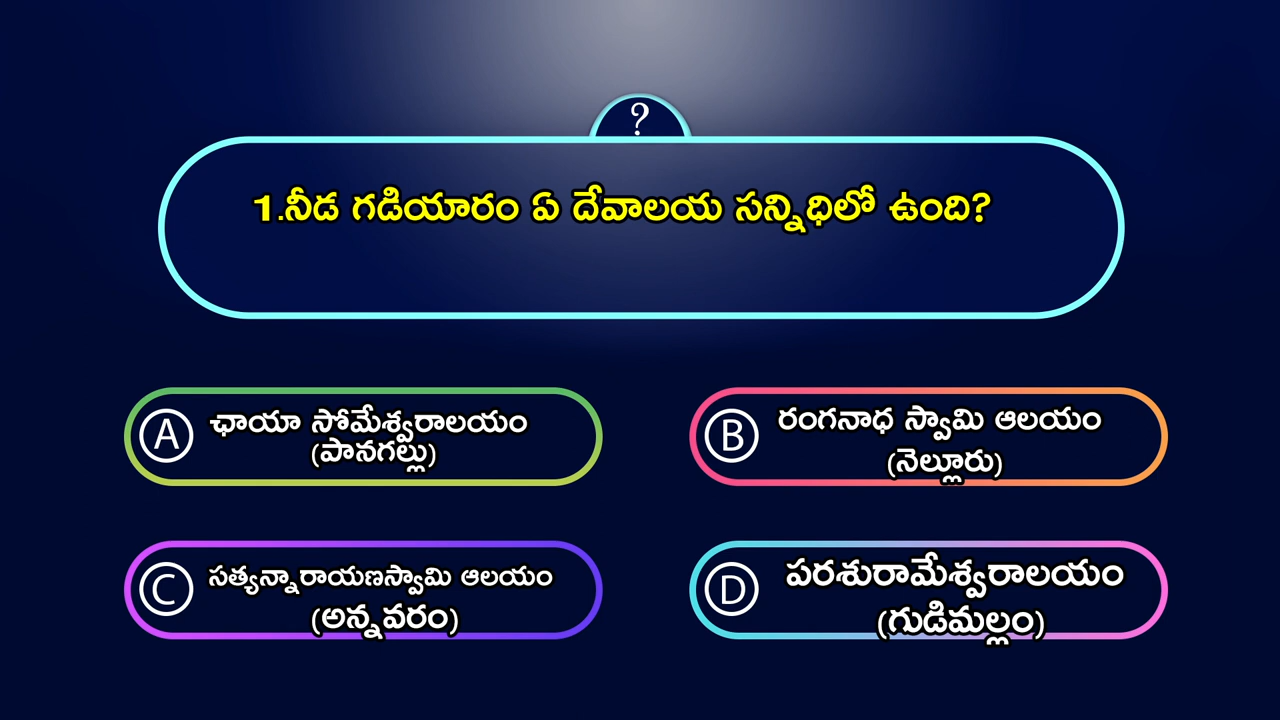 ?
1.నీడ గడియారం ఏ దేవాలయ సన్నిధిలో ఉంది?
A ఛాయా సోమేశ్వరాలయం
(పానగల్లు)
B రంగనాధ స్వామి ఆలయం
(నెల్లూరు)
C సత్యన్నారాయణస్వామి ఆలయం
(అన్నవరం)
D పరశురామేశ్వరాలయం
(గుడిమల్లం)